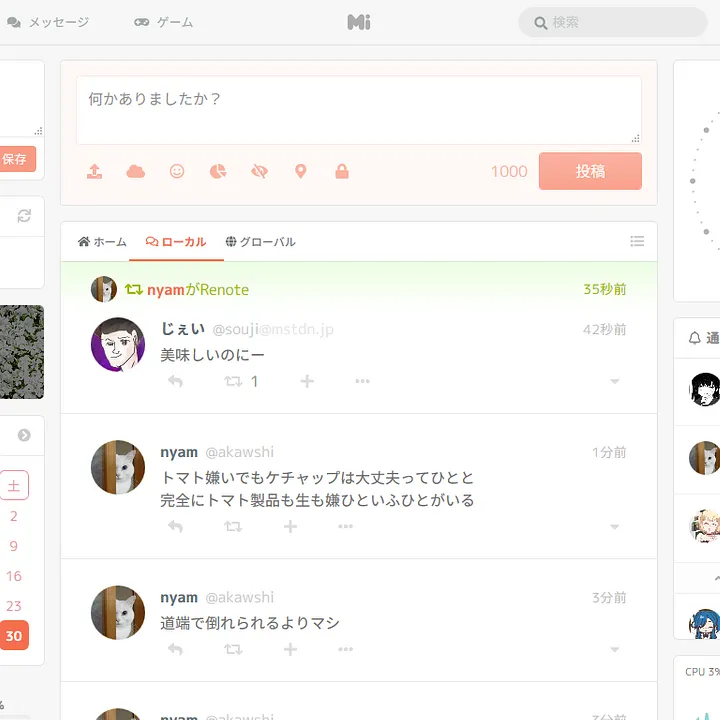 メッセージ
ゲーム
Mi
検索
保存
何かありましたか？
1000
投稿
ホーム
ローカル
グローバル
nyamがRenote
35秒前
じぇい @souji@mstdn.jp
42秒前
美味しいのにー
1
nyam @akawshi
1分前
トマト嫌いでもケチャップは大丈夫ってひとと
完全にトマト製品も生も嫌ひといふひとがいる
nyam @akawshi
3分前
道端で倒れられるよりマシ
nyam @akawshi
土
2
9
16
23
30
%
通
CPU 3%